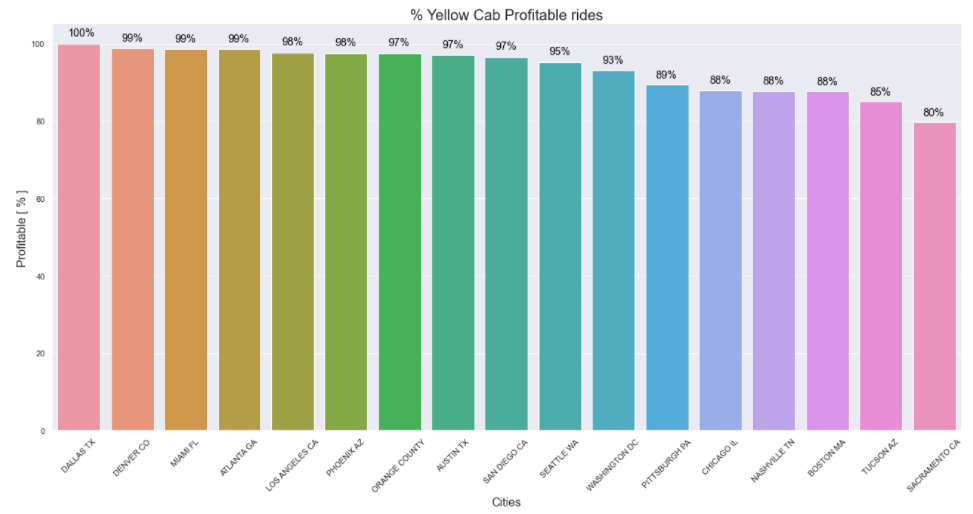 % Yellow Cab Profitable rides
100%
99%
99%
99%
98%
98%
97%
97%
97%
95%
93%
89%
88%
88%
88%
85%
80%
100
80
60
40
20
0
Profitable [ % ]
DALLAS TX
DENVER CO
MIAMI FL
ATLANTA GA
LOS ANGELES CA
PHOENIX AZ
ORANGE COUNTY
AUSTIN TX
SAN DIEGO CA
SEATTLE WA
WASHINGTON DC
PITTSBURGH PA
CHICAGO IL
NASHVILLE TN
BOSTON MA
TUCSON AZ
SACRAMENTO CA
Cities